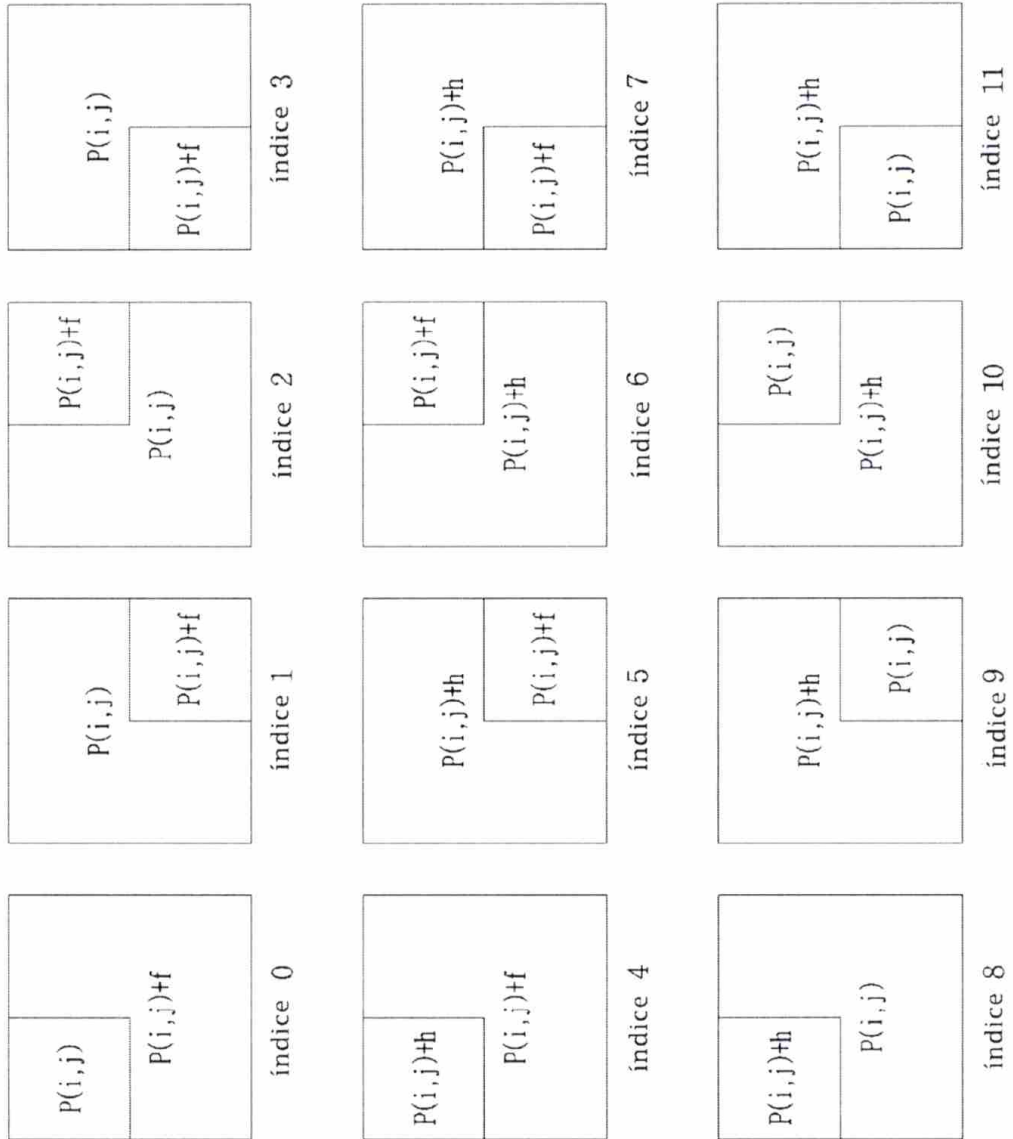 P(i,j)
P(i,j)+f
índice 0
P(i,j)
P(i,j)+f
índice 1
P(i,j)+f
P(i,j)
índice 2
P(i,j)
P(i,j)+f
índice 3
P(i,j)+h
P(i,j)+f
índice 4
P(i,j)+h
P(i,j)+f
índice 5
P(i,j)+f
P(i,j)+h
índice 6
P(i,j)+h
P(i,j)+f
índice 7
P(i,j)+h
P(i,j)
índice 8
P(i,j)+h
P(i,j)
índice 9
P(i,j)
P(i,j)+h
índice 10
P(i,j)+h
P(i,j)
índice 11